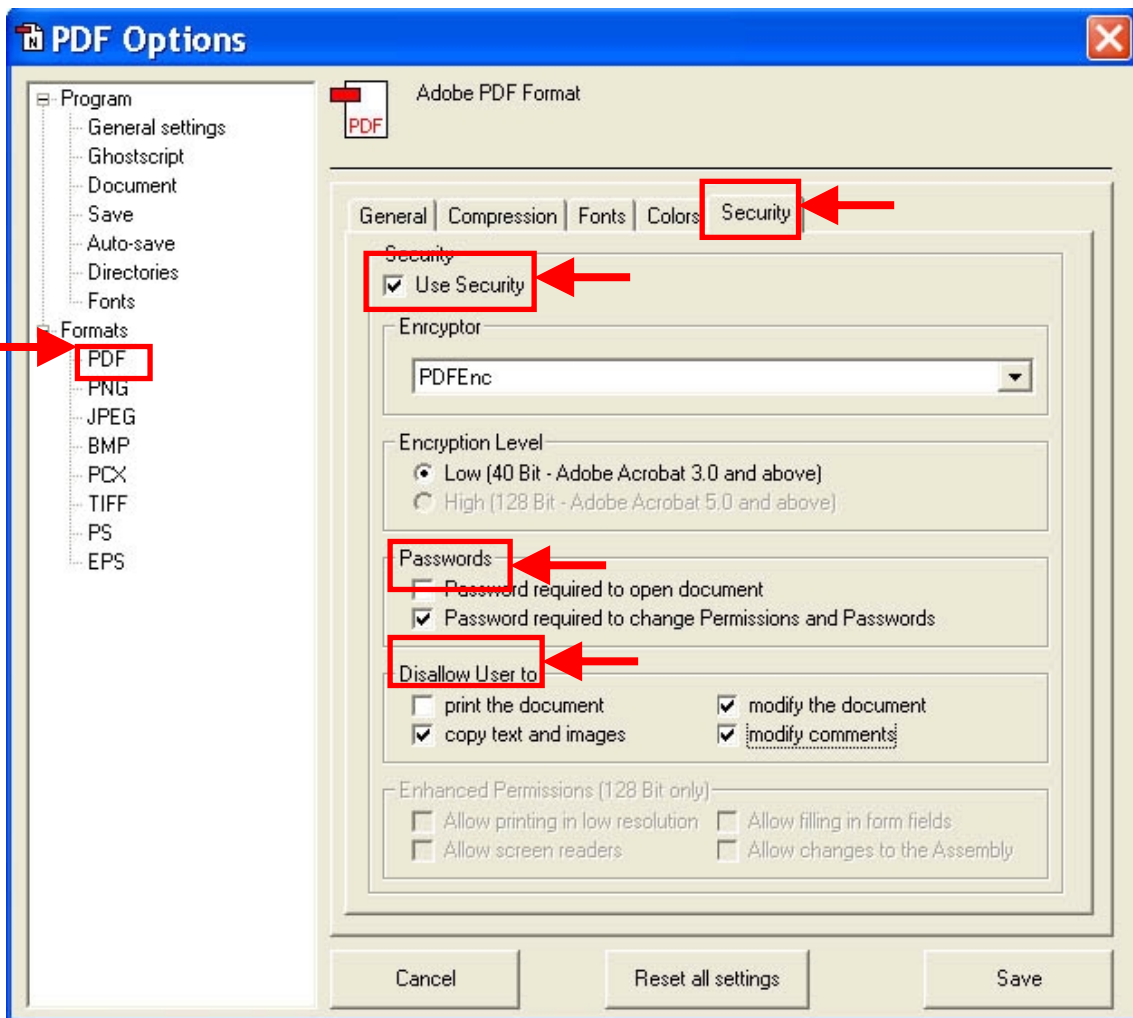 PDF Options
Program
General settings
Ghostscript
Document
Save
Auto-save
Directories
Fonts
Formats
PDF
PNG
JPEG
BMP
PCX
TIFF
PS
EPS
PDF
Adobe PDF Format
General
Compression
Fonts
Colors
Security
Security
Use Security
Enrcyptor
PDFEnc
Encryption Level
Low (40 Bit - Adobe Acrobat 3.0 and above)
High (128 Bit - Adobe Acrobat 5.0 and above)
Passwords
Password required to open document
Password required to change Permissions and Passwords
Disallow User to
print the document
modify the document
copy text and images
modify comments
Enhanced Permissions (128 Bit only)
Allow printing in low resolution
Allow filling in form fields
Allow screen readers
Allow changes to the Assembly
Cancel
Reset all settings
Save